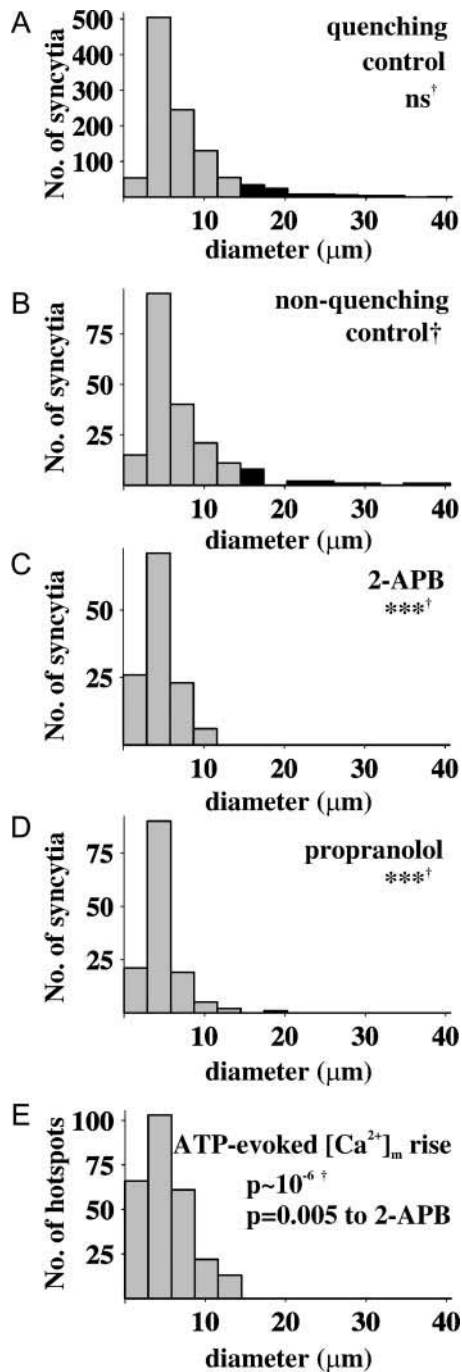 A
quenching
control
ns†
No. of syncytia
500
400
300
200
100
10 20 30 40
diameter (μm)
B
non-quenching
control†
No. of syncytia
75
50
25
10 20 30 40
diameter (μm)
C
2-APB
***†
No. of syncytia
50
25
10 20 30 40
diameter (μm)
D
propranolol
***†
No. of syncytia
75
50
25
10 20 30 40
diameter (μm)
E
ATP-evoked [Ca²⁺]ₘ rise
p~10⁻⁶ †
p=0.005 to 2-APB
No. of hotspots
100
75
50
25
10 20 30 40
diameter (μm)